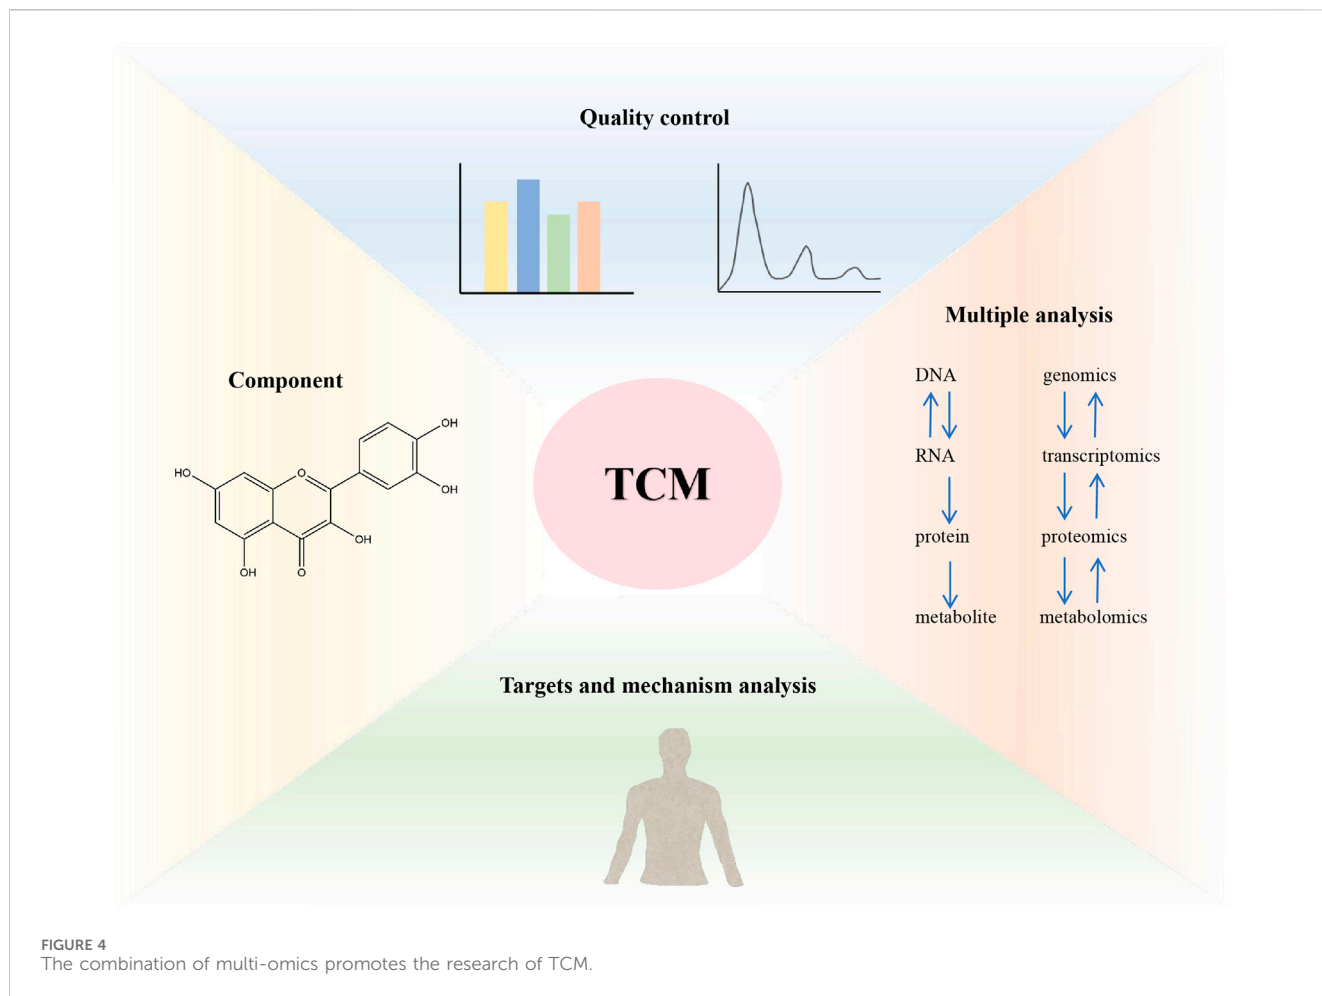 Quality control
Multiple analysis
DNA genomics
RNA transcriptomics
protein proteomics
metabolite metabolomics
Component
OH
HO
O
OH
OH
OH
O
TCM
Targets and mechanism analysis
FIGURE 4
The combination of multi-omics promotes the research of TCM.